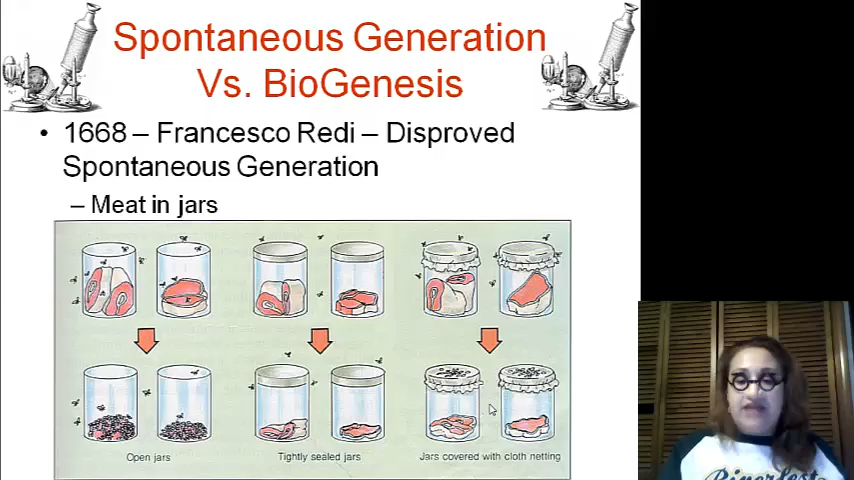 Spontaneous Generation
Vs. BioGenesis
• 1668 – Francesco Redi – Disproved
Spontaneous Generation
– Meat in jars
Open jars
Tightly sealed jars
Jars covered with cloth netting
Riverfest